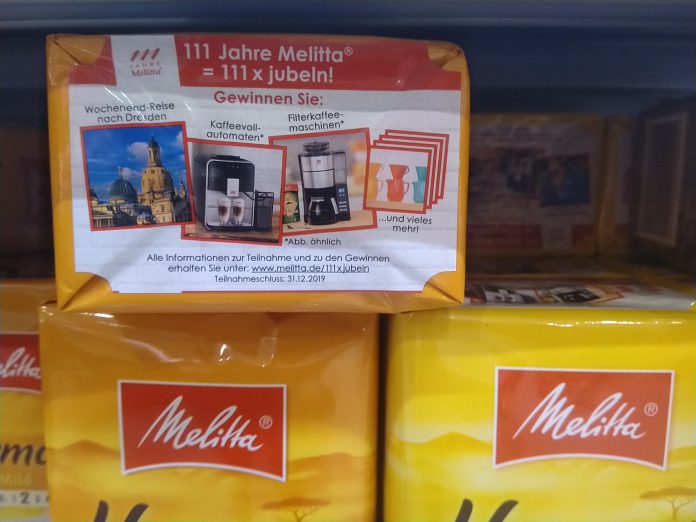 111
JAHRE
Melitta®
111 Jahre Melitta®
= 111 x jubeln!
Gewinnen Sie:
Wochenend-Reise
nach Dresden
Kaffeevoll-
automaten*
Filterkaffee-
maschinen*
...und vieles
mehr!
*Abb. ähnlich
Alle Informationen zur Teilnahme und zu den Gewinnen
erhalten Sie unter: www.melitta.de/111xjubeln
Teilnahmeschluss: 31.12.2019
Melitta®
Melitta®
Mild